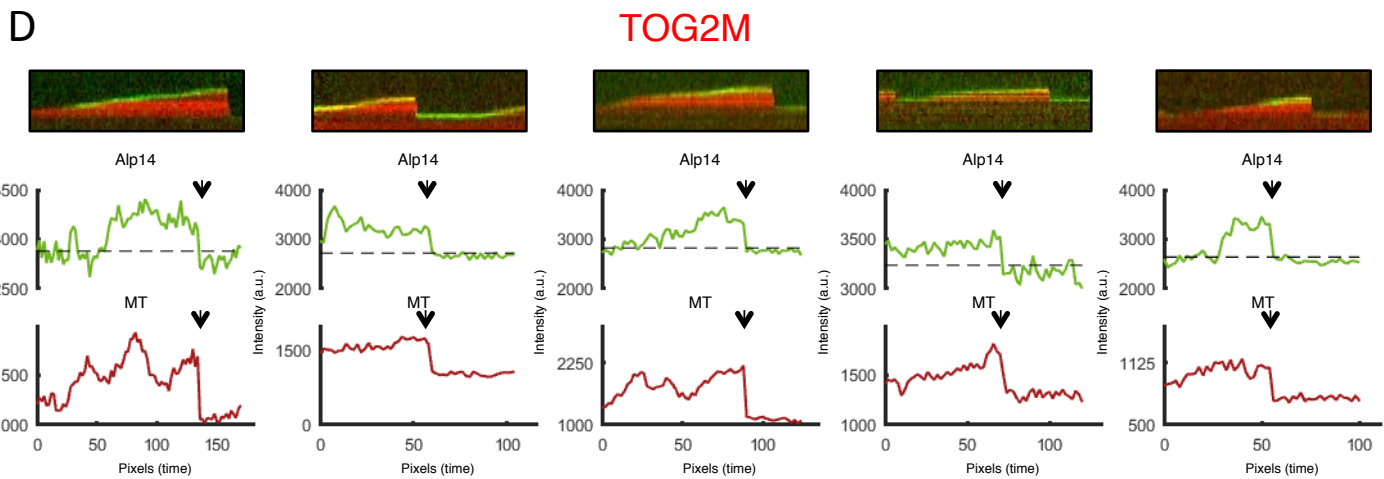 D
TOG2M
Alp14 Alp14 Alp14 Alp14 Alp14
500 4000 4000 4000 4000
000 3000 3000 3500 3000
2500 2000 2000 3000 2000
MT MT MT MT MT
Intensity (a.u.) Intensity (a.u.) Intensity (a.u.) Intensity (a.u.)
500 1500 2250 1500 1125
000 0 1000 1000 500
0 50 100 150 0 50 100 0 50 100 0 50 100 0 50 100
Pixels (time) Pixels (time) Pixels (time) Pixels (time) Pixels (time)